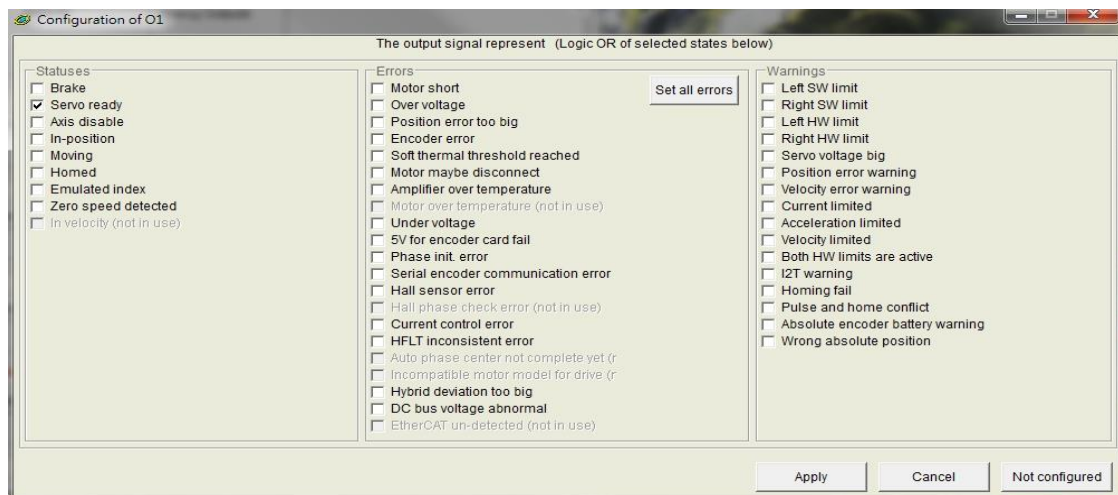 Configuration of O1
The output signal represent (Logic OR of selected states below)
Statuses
Brake
Servo ready
Axis disable
In-position
Moving
Homed
Emulated index
Zero speed detected
In velocity (not in use)
Errors
Set all errors
Motor short
Over voltage
Position error too big
Encoder error
Soft thermal threshold reached
Motor maybe disconnect
Amplifier over temperature
Motor over temperature (not in use)
Under voltage
5V for encoder card fail
Phase init. error
Serial encoder communication error
Hall sensor error
Hall phase check error (not in use)
Current control error
HFLT inconsistent error
Auto phase center not complete yet (r
Incompatible motor model for drive (r
Hybrid deviation too big
DC bus voltage abnormal
EtherCAT un-detected (not in use)
Warnings
Left SW limit
Right SW limit
Left HW limit
Right HW limit
Servo voltage big
Position error warning
Velocity error warning
Current limited
Acceleration limited
Velocity limited
Both HW limits are active
I2T warning
Homing fail
Pulse and home conflict
Absolute encoder battery warning
Wrong absolute position
Apply
Cancel
Not configured